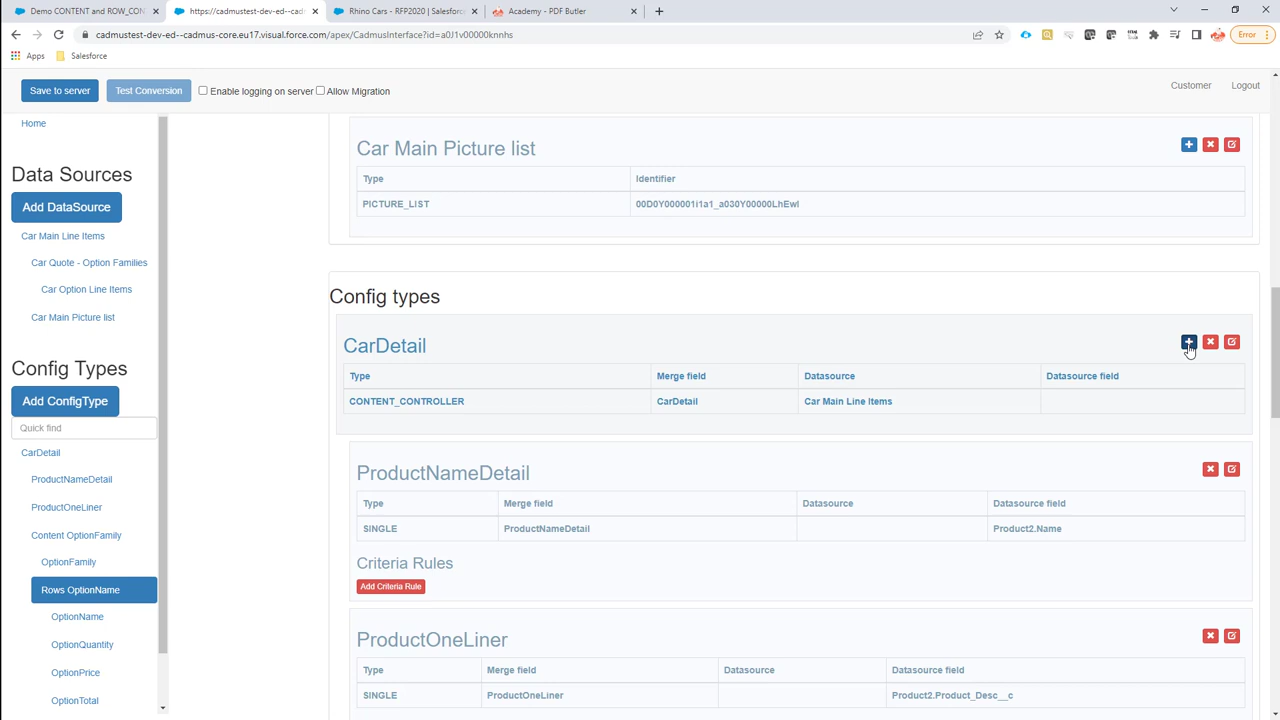 Demo CONTENT and ROW_CON
https://cadmustest-dev-ed--cadm
Rhino Cars - RFP2020 | Salesforc
Academy - PDF Butler
cadmustest-dev-ed--cadmus-core.eu17.visual.force.com/apex/CadmusInterface?id=a0J1v00000knnhs
Error
Apps
Salesforce
Save to server
Test Conversion
Enable logging on server
Allow Migration
Customer
Logout
Home
Data Sources
Add DataSource
Car Main Line Items
Car Quote - Option Families
Car Option Line Items
Car Main Picture list
Config Types
Add ConfigType
Quick find
CarDetail
ProductNameDetail
ProductOneLiner
Content OptionFamily
OptionFamily
Rows OptionName
OptionName
OptionQuantity
OptionPrice
OptionTotal
Car Main Picture list
Type Identifier
PICTURE_LIST 00D0Y000001i1a1_a030Y00000LhEwI
Config types
CarDetail
Type Merge field Datasource Datasource field
CONTENT_CONTROLLER CarDetail Car Main Line Items
ProductNameDetail
Type Merge field Datasource Datasource field
SINGLE ProductNameDetail Product2.Name
Criteria Rules
Add Criteria Rule
ProductOneLiner
Type Merge field Datasource Datasource field
SINGLE ProductOneLiner Product2.Product_Desc__c